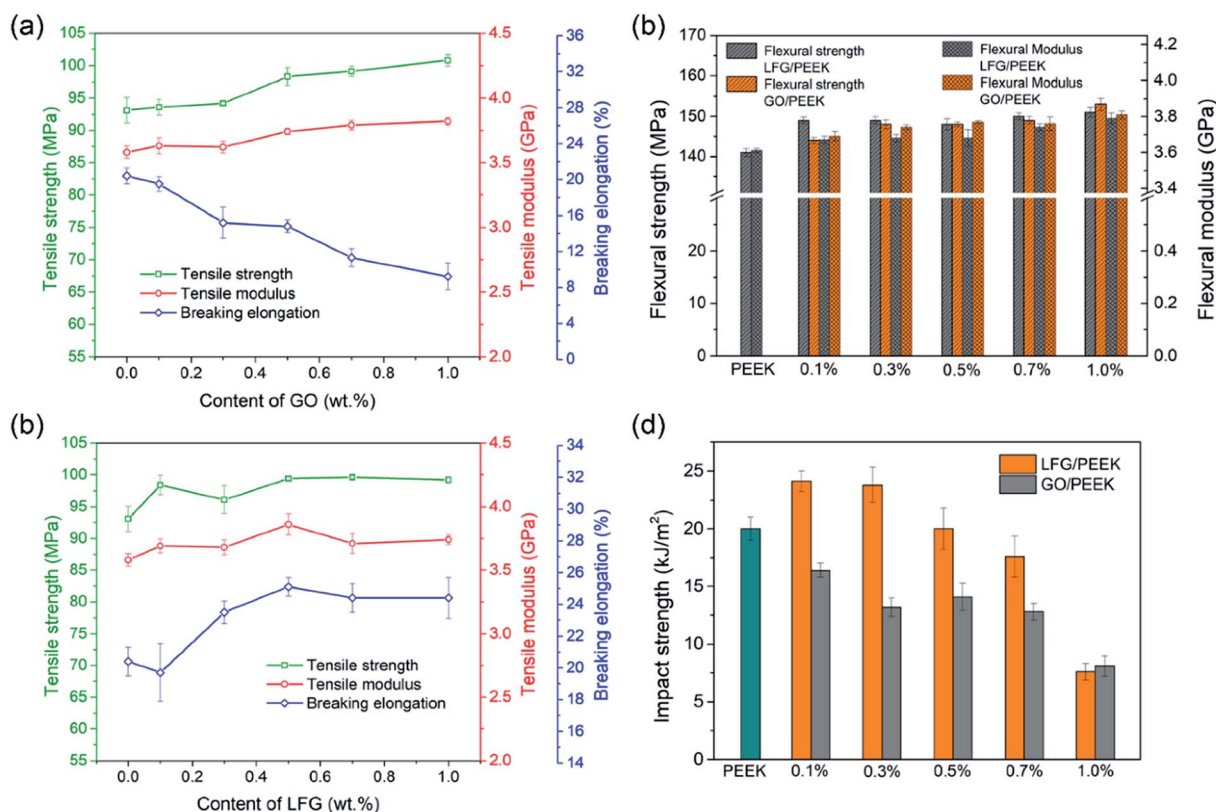 (a)
105
100
95
90
85
80
75
70
65
60
55
Tensile strength (MPa)
4.5
4.0
3.5
3.0
2.5
2.0
Tensile modulus (GPa)
36
32
28
24
20
16
12
8
4
0
Breaking elongation (%)
Tensile strength
Tensile modulus
Breaking elongation
0.0 0.2 0.4 0.6 0.8 1.0
Content of GO (wt.%)
(b)
170
160
150
140
20
10
0
Flexural strength (MPa)
Flexural strength
LFG/PEEK
Flexural strength
GO/PEEK
Flexural Modulus
LFG/PEEK
Flexural Modulus
GO/PEEK
4.2
4.0
3.8
3.6
3.4
0.4
0.2
0.0
Flexural modulus (GPa)
PEEK 0.1% 0.3% 0.5% 0.7% 1.0%
(b)
105
100
95
90
85
80
75
70
65
60
55
Tensile strength (MPa)
4.5
4.0
3.5
3.0
2.5
2.0
Tensile modulus (GPa)
34
32
30
28
26
24
22
20
18
16
14
Breaking elongation (%)
Tensile strength
Tensile modulus
Breaking elongation
0.0 0.2 0.4 0.6 0.8 1.0
Content of LFG (wt.%)
(d)
25
20
15
10
5
0
Impact strength (kJ/m²)
LFG/PEEK
GO/PEEK
PEEK 0.1% 0.3% 0.5% 0.7% 1.0%